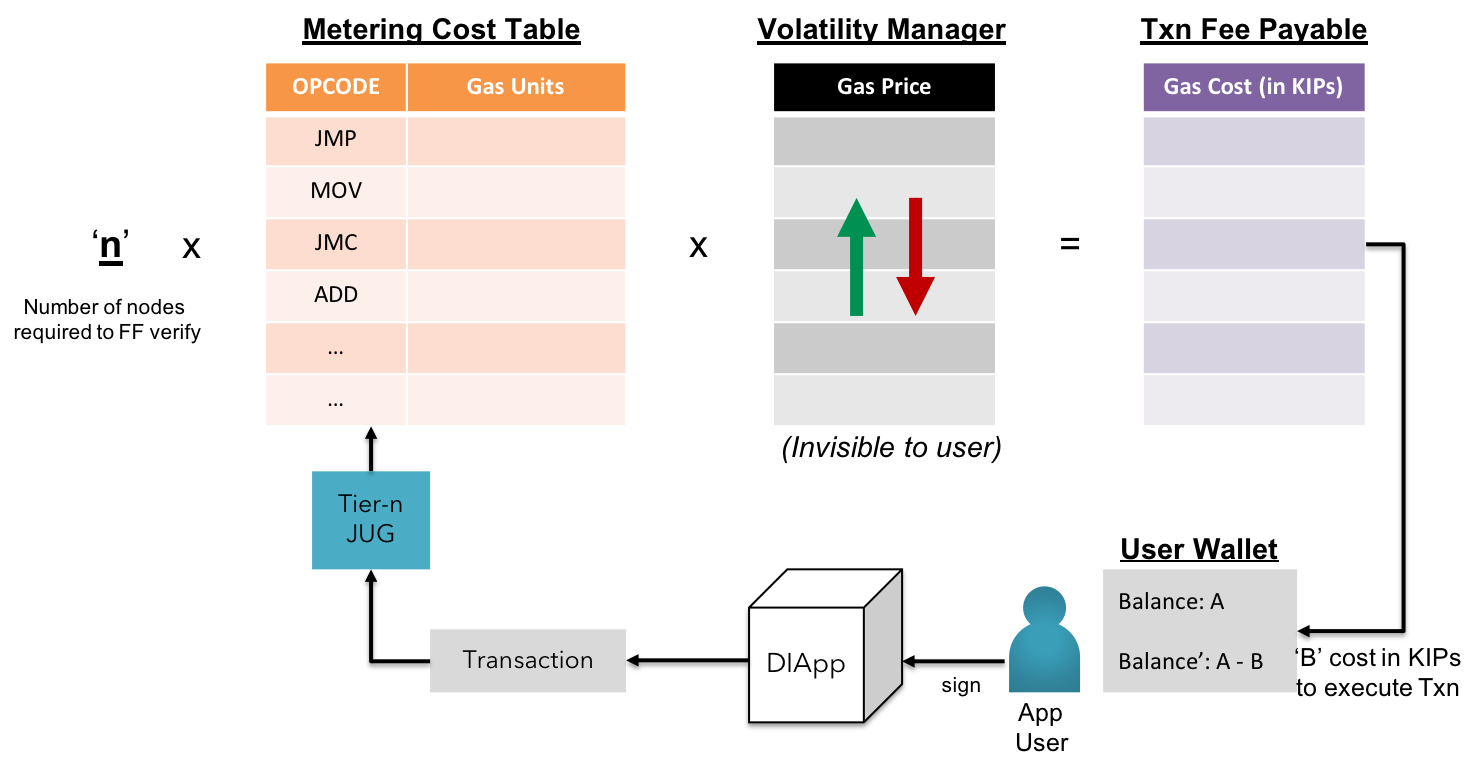 Metering Cost Table
Volatility Manager
Txn Fee Payable
OPCODE
Gas Units
Gas Price
Gas Cost (in KIPs)
JMP
MOV
‘n’
x
JMC
x
=
ADD
Number of nodes
required to FF verify
...
...
(Invisible to user)
Tier-n
JUG
User Wallet
Balance: A
Transaction
DIApp
sign
Balance’: A - B
‘B’ cost in KIPs
to execute Txn
App
User